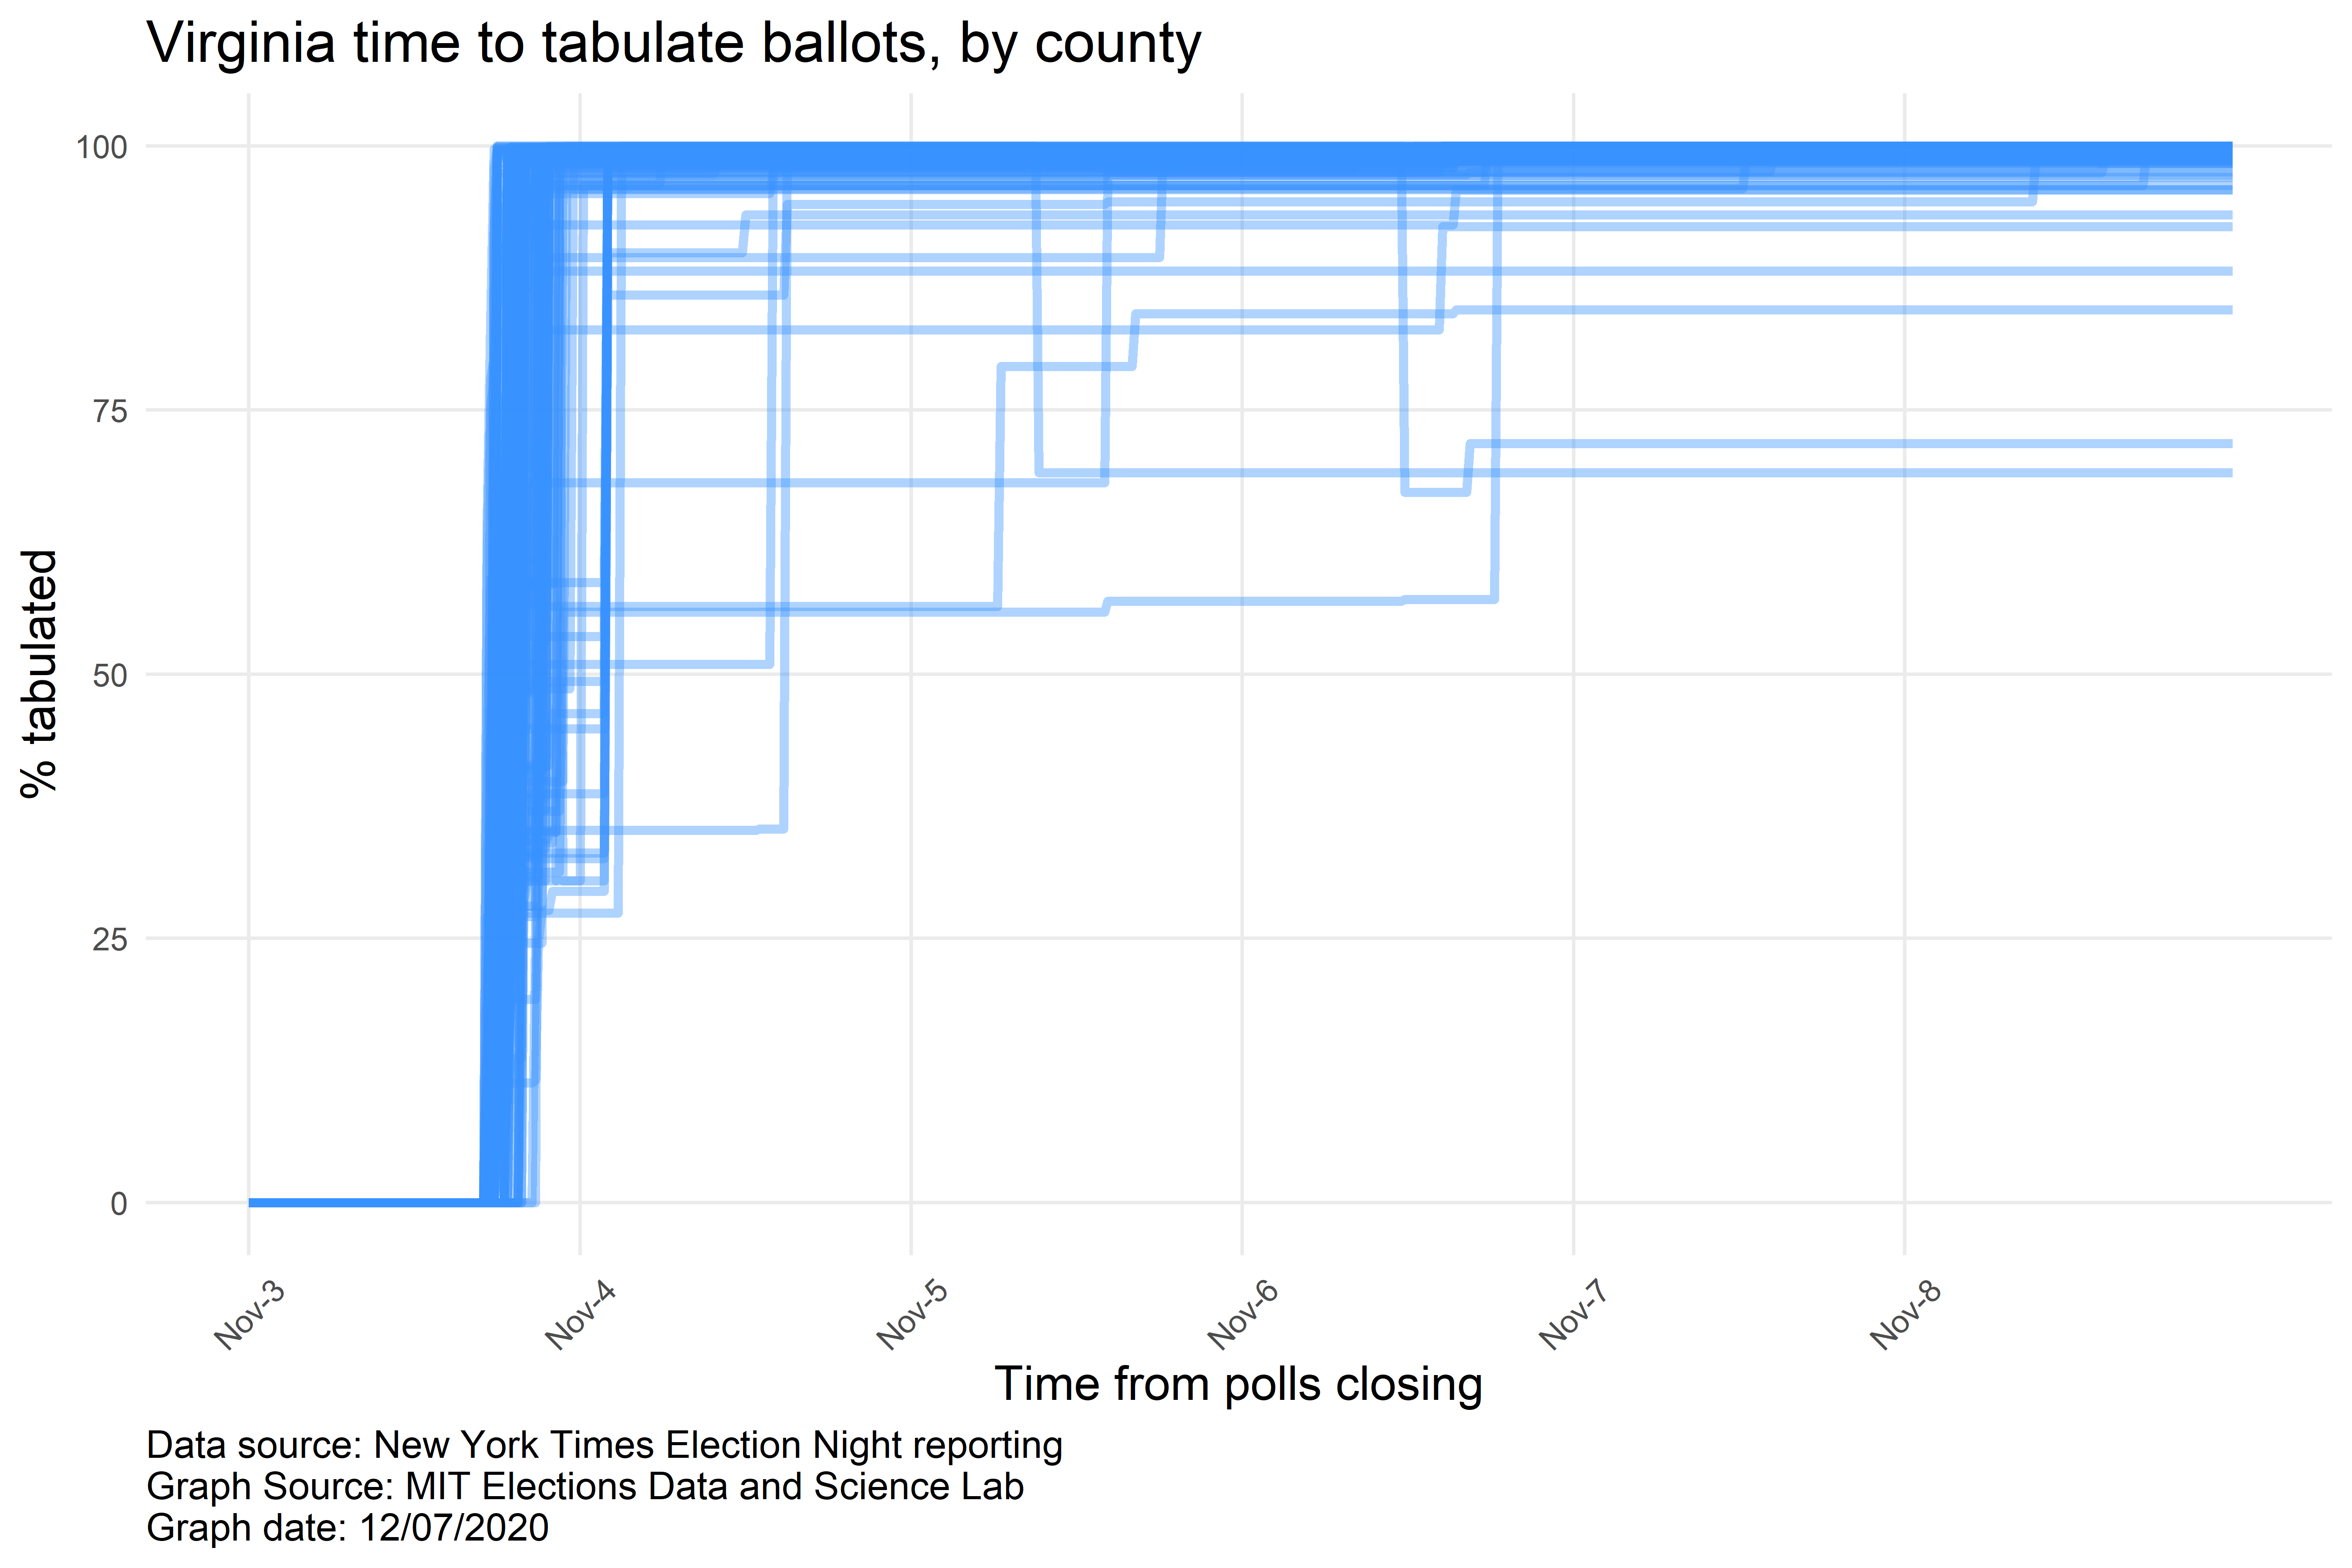 Virginia time to tabulate ballots, by county
100
75
50
25
0
% tabulated
Nov-3
Nov-4
Nov-5
Nov-6
Nov-7
Nov-8
Time from polls closing
Data source: New York Times Election Night reporting
Graph Source: MIT Elections Data and Science Lab
Graph date: 12/07/2020